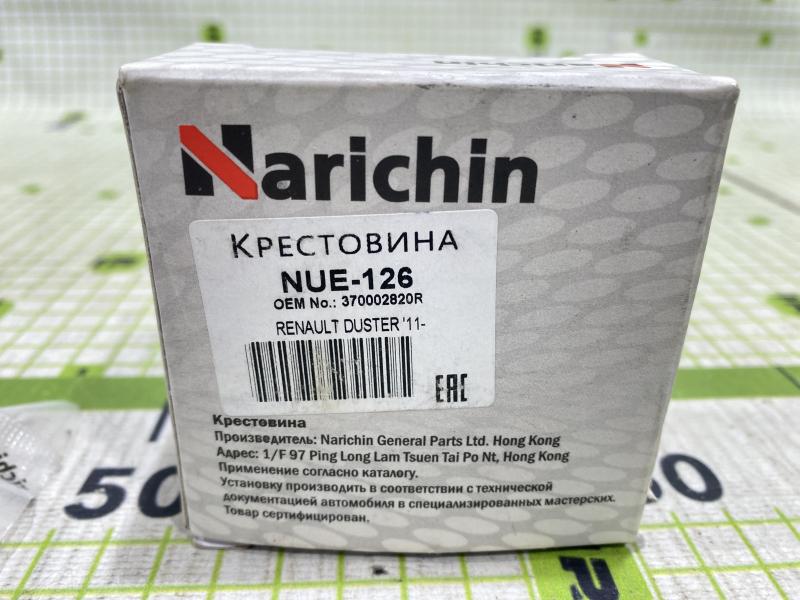 Narichin
Narichin
КРЕСТОВИНА
NUE-126
OEM No.: 370002820R
RENAULT DUSTER '11-
EAC
Крестовина
Производитель: Narichin General Parts Ltd. Hong Kong
Адрес: 1/F 97 Ping Long Lam Tsuen Tai Po Nt, Hong Kong
Применение согласно каталогу.
Установку производить в соответствии с технической
документацией автомобиля в специализированных мастерских.
Товар сертифицирован.
50